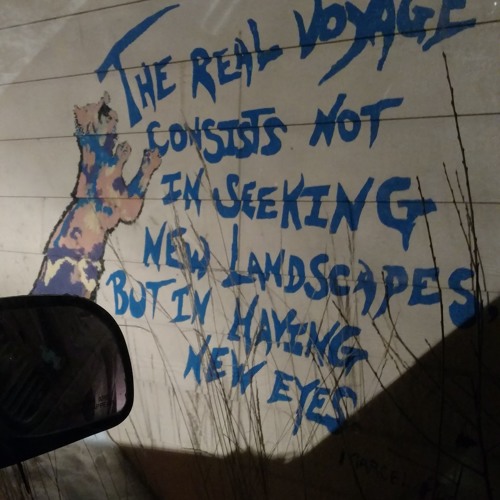 THE REAL VOYAGE
CONSISTS NOT
IN SEEKING
NEW LANDSCAPES
BUT IN HAVING
NEW EYES